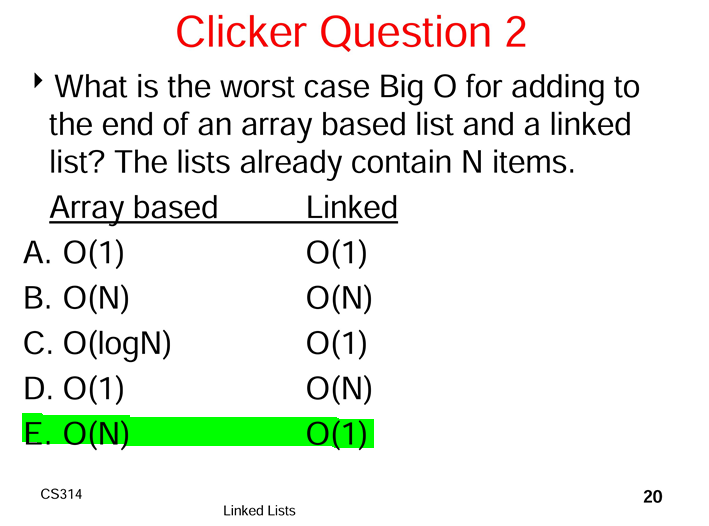 Clicker Question 2
What is the worst case Big O for adding to
the end of an array based list and a linked
list? The lists already contain N items.
Array based Linked
A. O(1) O(1)
B. O(N) O(N)
C. O(logN) O(1)
D. O(1) O(N)
E. O(N) O(1)
CS314
Linked Lists
20